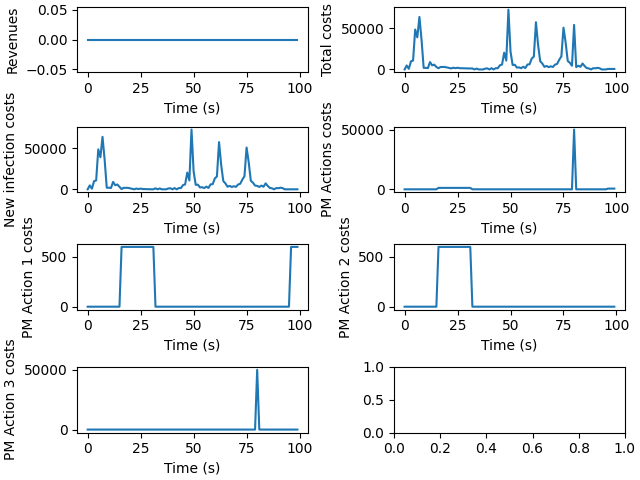 Revenues
0.05
0.00
−0.05
0 25 50 75 100
Time (s)
Total costs
50000
0
0 25 50 75 100
Time (s)
New infection costs
50000
0
0 25 50 75 100
Time (s)
PM Actions costs
50000
0
0 25 50 75 100
Time (s)
PM Action 1 costs
500
0
0 25 50 75 100
Time (s)
PM Action 2 costs
500
0
0 25 50 75 100
Time (s)
PM Action 3 costs
50000
0
0 25 50 75 100
Time (s)
1.0
0.5
0.0
0.0 0.2 0.4 0.6 0.8 1.0